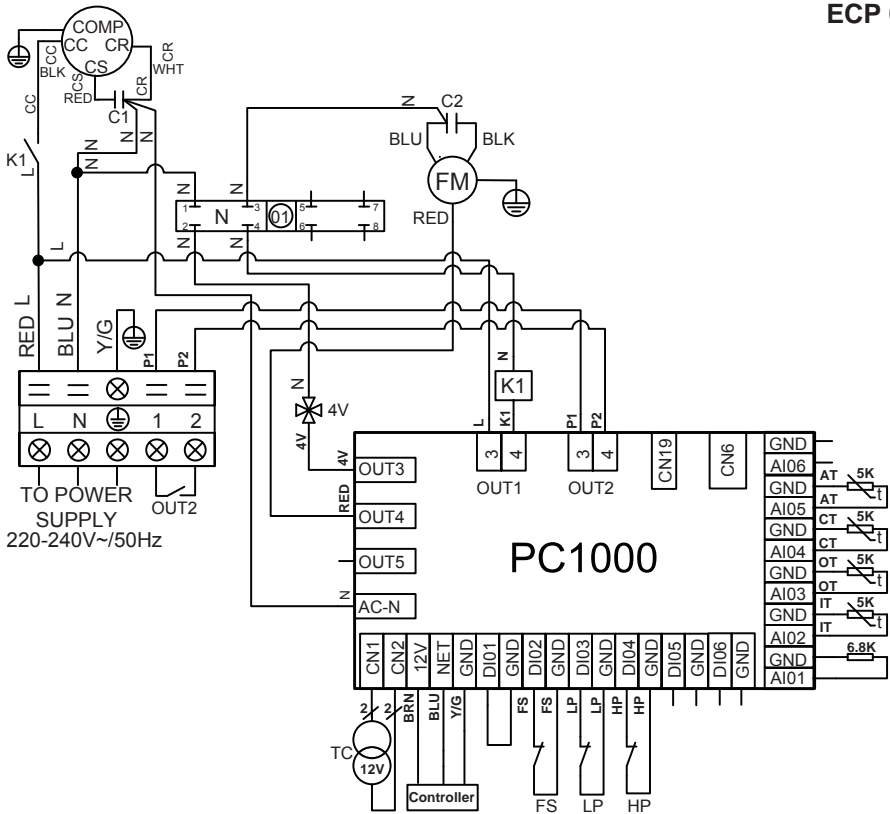 ECP
COMP
CC CR
CS
CC
BLK
CS
RED
CR
CR
WHT
C1
CC
N N N
K1
L
N N
N
N
C2
BLU BLK
FM
RED
N
N
1 3 5 7
N 01
2 4 6 8
N
N
L
RED L
BLU N
Y/G
P1
P2
L N 1 2
TO POWER
SUPPLY
220-240V~/50Hz
OUT2
N
4V
4V
N
K1
L
K1
P1
P2
3 4
OUT1
3 4
OUT2
CN19
CN6
4V
OUT3
RED
OUT4
OUT5
N
AC-N
PC1000
GND
AI06
GND
AI05
GND
AI04
GND
AI03
GND
AI02
GND
AI01
AT 5K
AT t
CT 5K
CT t
OT 5K
OT t
IT 5K
IT t
6.8K
CN1 CN2 12V NET GND DI01 GND DI02 GND DI03 GND DI04 GND DI05 GND DI06 GND
2 2 BRN BLU Y/G FS FS LP LP HP HP
TC
12V
Controller
FS LP HP